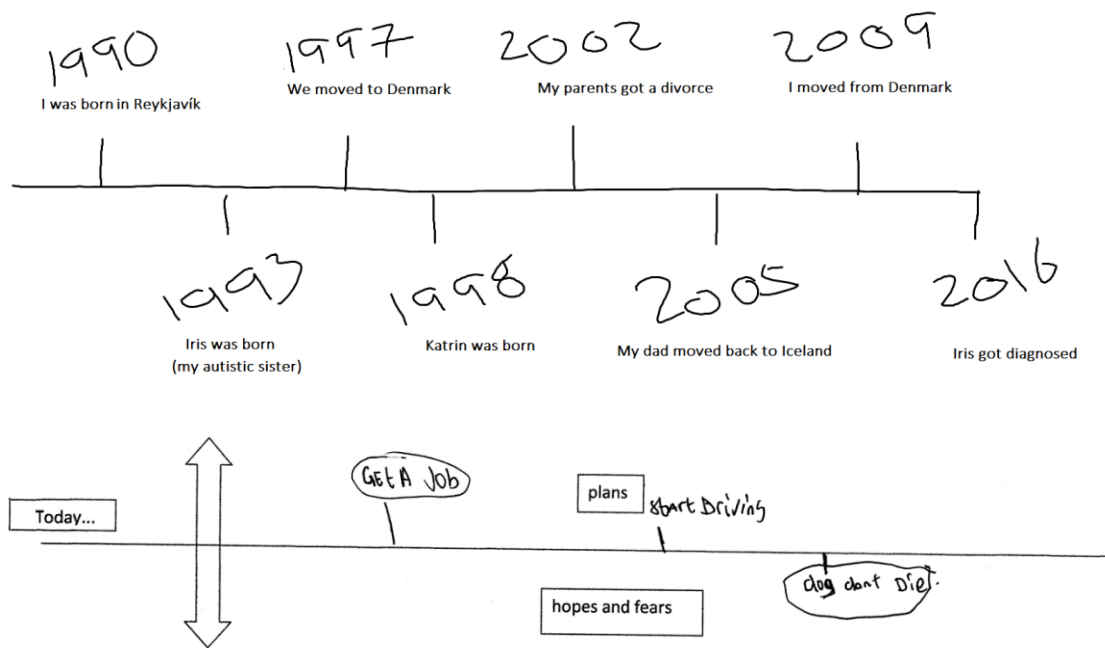 1990
I was born in Reykjavík
1997
We moved to Denmark
2002
My parents got a divorce
2009
I moved from Denmark
1993
Iris was born
(my autistic sister)
1998
Katrin was born
2005
My dad moved back to Iceland
2016
Iris got diagnosed
GEt A Job
plans
Start Driving
Today...
dog dont Die.
hopes and fears